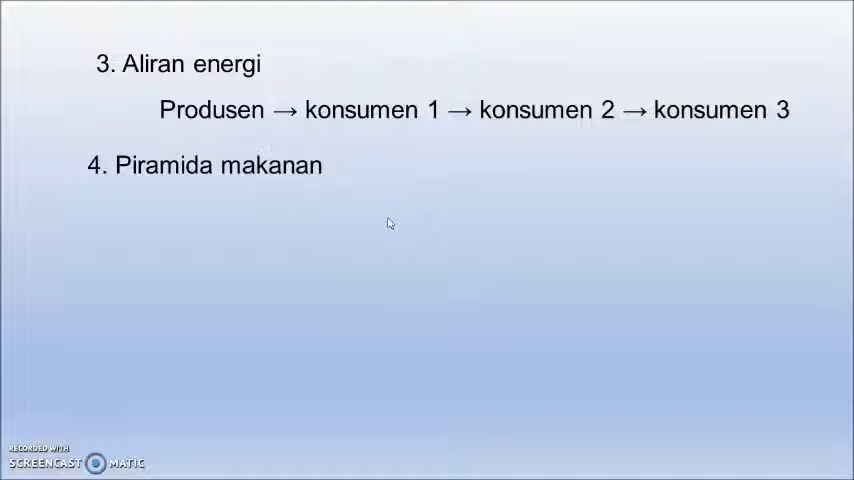 3. Aliran energi
Produsen → konsumen 1 → konsumen 2 → konsumen 3
4. Piramida makanan
RECORDED WITH
SCREENCAST MATIC